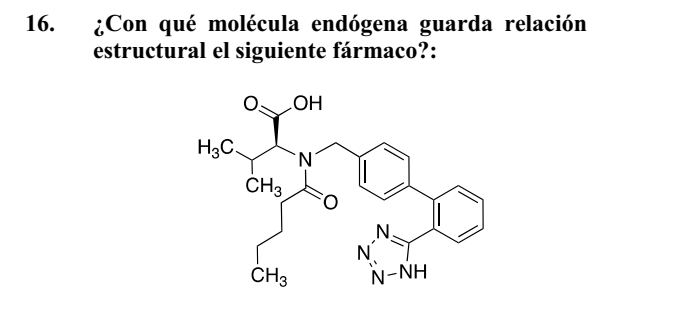 16. ¿Con qué molécula endógena guarda relación
estructural el siguiente fármaco?:
O OH
H₃C
N
CH₃
O
N
N
N-NH
CH₃